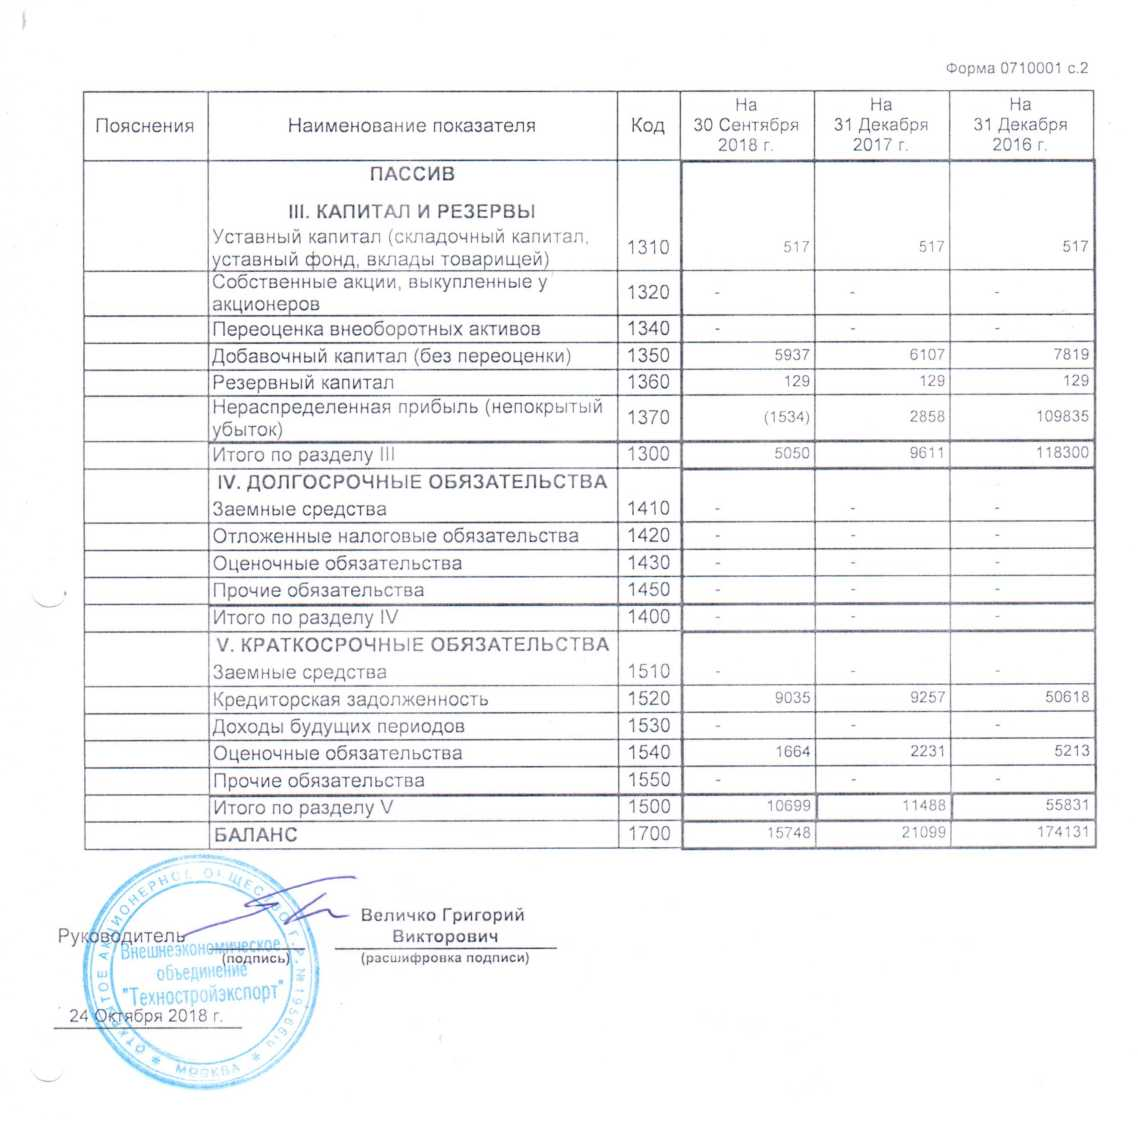 Форма 0710001 с.2
Пояснения Наименование показателя Код На 30 Сентября 2018 г. На 31 Декабря 2017 г. На 31 Декабря 2016 г.
ПАССИВ
III. КАПИТАЛ И РЕЗЕРВЫ
Уставный капитал (складочный капитал,
уставный фонд, вклады товарищей) 1310 517 517 517
Собственные акции, выкупленные у
акционеров 1320 - - -
Переоценка внеоборотных активов 1340 - - -
Добавочный капитал (без переоценки) 1350 5937 6107 7819
Резервный капитал 1360 129 129 129
Нераспределенная прибыль (непокрытый
убыток) 1370 (1534) 2858 109835
Итого по разделу III 1300 5050 9611 118300
IV. ДОЛГОСРОЧНЫЕ ОБЯЗАТЕЛЬСТВА
Заемные средства 1410 - - -
Отложенные налоговые обязательства 1420 - - -
Оценочные обязательства 1430 - - -
Прочие обязательства 1450 - - -
Итого по разделу IV 1400 - - -
V. КРАТКОСРОЧНЫЕ ОБЯЗАТЕЛЬСТВА
Заемные средства 1510 - - -
Кредиторская задолженность 1520 9035 9257 50618
Доходы будущих периодов 1530 - - -
Оценочные обязательства 1540 1664 2231 5213
Прочие обязательства 1550 - - -
Итого по разделу V 1500 10699 11488 55831
БАЛАНС 1700 15748 21099 174131
Руководитель
(подпись)
Величко Григорий
Викторович
(расшифровка подписи)
24 Октября 2018 г.
ОТКРЫТОЕ АКЦИОНЕРНОЕ ОБЩЕСТВО
МОСКВА
Внешнеэкономическое
объединение
"Техностройэкспорт"